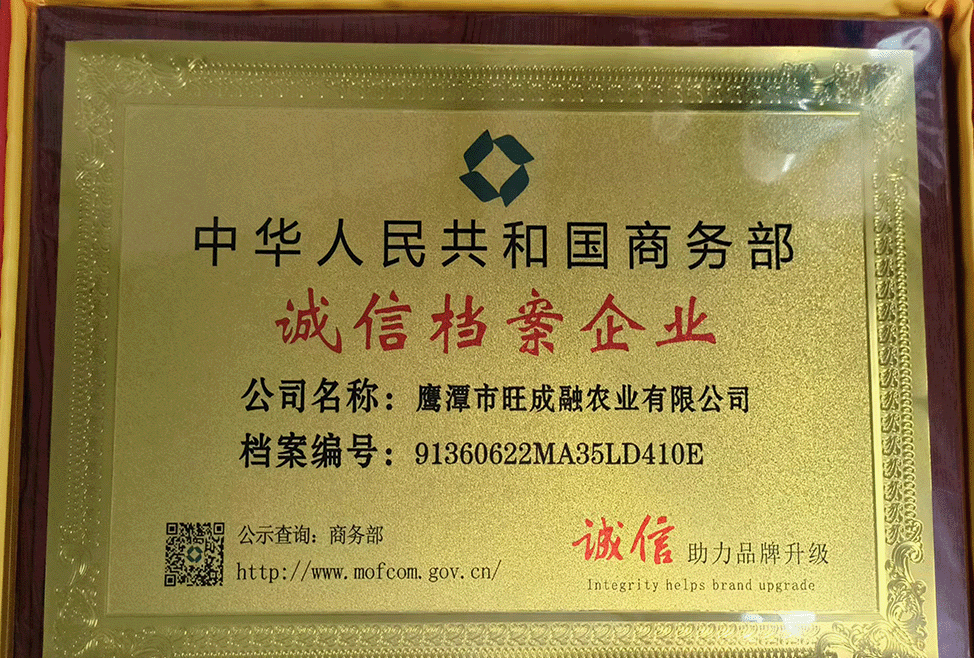 中华人民共和国商务部
诚信档案企业
公司名称：鹰潭市旺成融农业有限公司
档案编号：91360622MA35LD410E
公示查询：商务部
http://www.mofcom.gov.cn/
诚信 助力品牌升级
Integrity helps brand upgrade